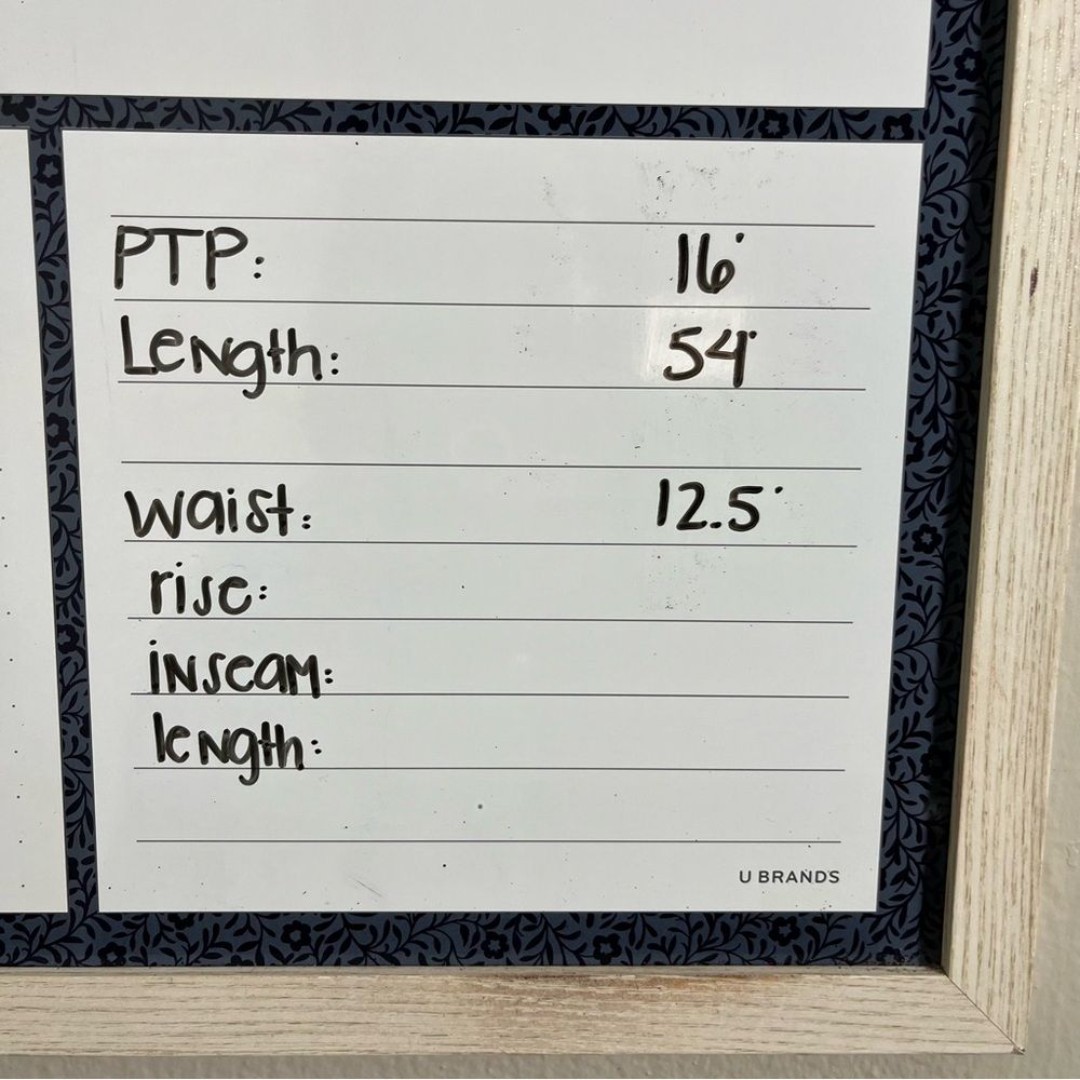 PTP: 16"
Length: 54"
waist: 12.5"
rise:
inseam:
length:
U BRANDS